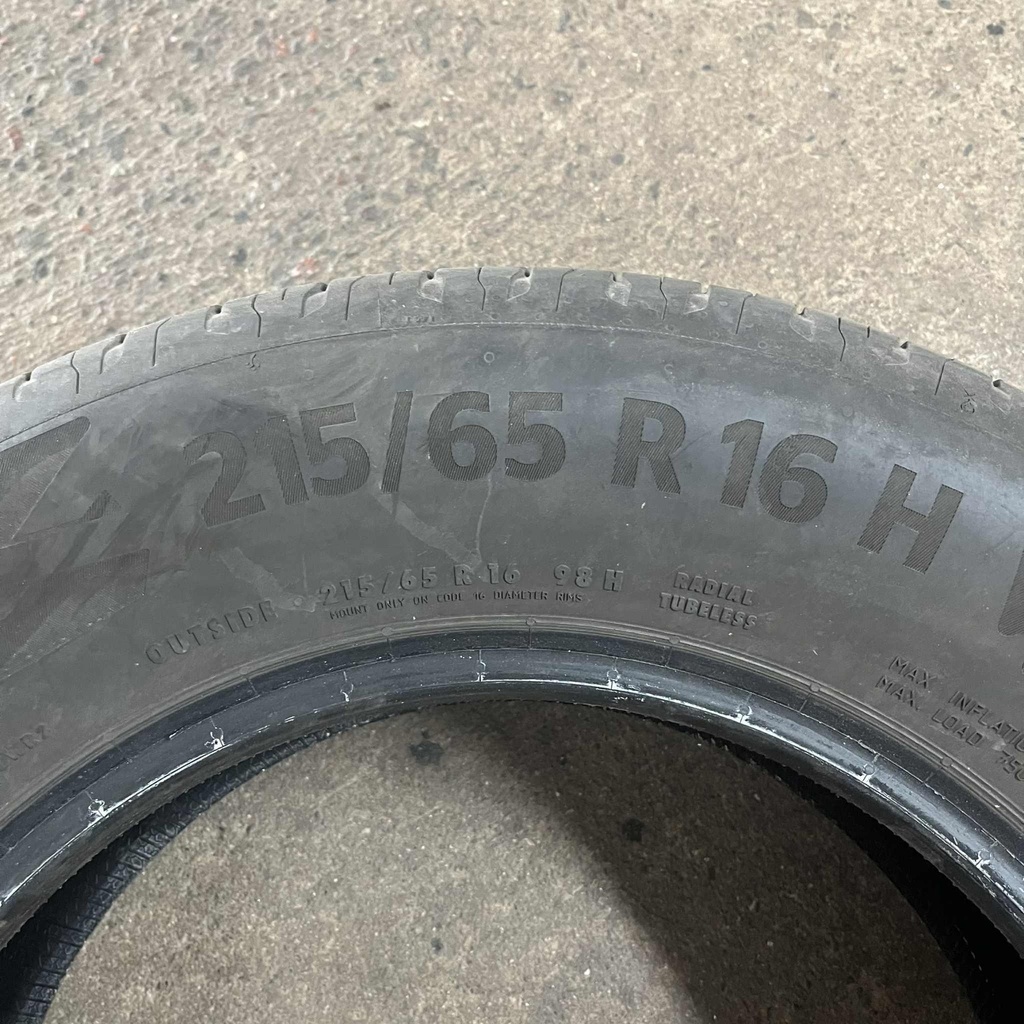 215/65 R 16 H
OUTSIDE 215/65 R 16 98 H
MOUNT ONLY ON CODE 16 DIAMETER RIMS
RADIAL
TUBELESS
MAX. INFLATIO
MAX. LOAD